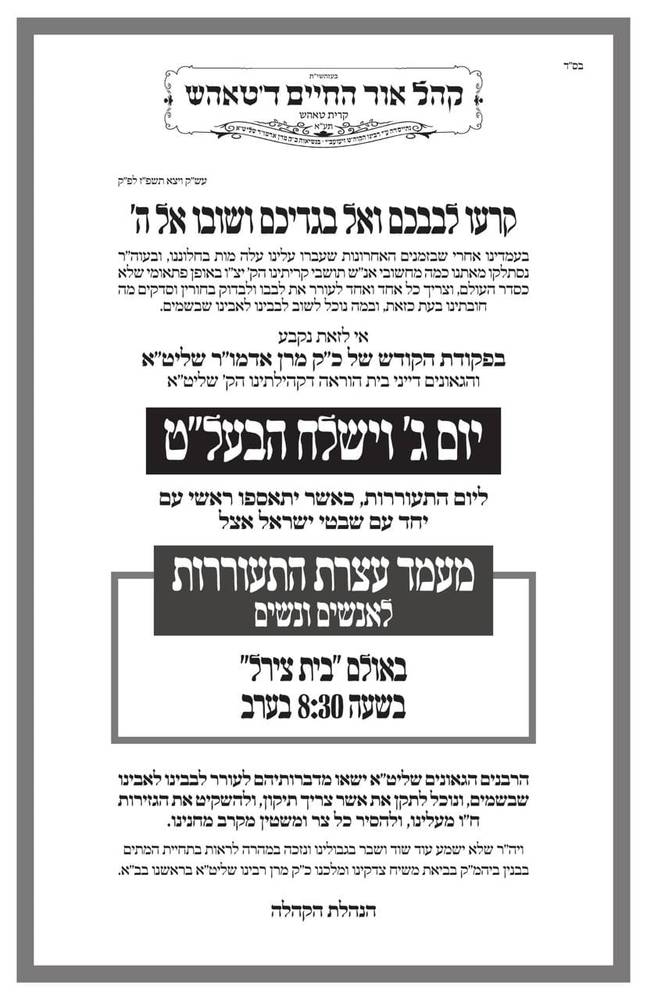 בס"ד
בעזהשי"ת
קהל אור החיים ד'טאהש
קרית טאהש
תע"א
עש"ק ויצא תשפ"ז לפ"ק
קרעו לבבכם ואל בגדיכם ושובו אל ה'
בעמדינו אחרי שבזמנים האחרונות שעברו עלינו עלה מות בחלוננו, ובעוה"ר
נסתלקו מאתנו כמה מחשובי אנ"ש תושבי קריתינו הק' יצ"ו באופן פתאומי שלא
כסדר העולם, וצריך כל אחד ואחד לעורר את לבבו ולבדוק בחורין וסדקים מה
חובתינו בעת כזאת, ובמה נוכל לשוב לבבינו לאבינו שבשמים.
אי לזאת נקבע
בפקודת הקודש של כ"ק מרן אדמו"ר שליט"א
והגאונים דייני בית הוראה דקהילתינו הק' שליט"א
יום ג' וישלח הבעל"ט
ליום התעוררות, כאשר יתאספו ראשי עם
יחד עם שבטי ישראל אצל
מעמד עצרת התעוררות
לאנשים ונשים
באולם "בית צירל"
בשעה 8:30 בערב
הרבנים הגאונים שליט"א ישאו מדברותיהם לעורר לבבינו לאבינו
שבשמים, ונוכל לתקן את אשר צריך תיקון, ולהשקיט את הגזירות
ח"ו מעלינו, ולהסיר כל צר ומשטין מקרב מחנינו.
ויה"ר שלא ישמע עוד שוד ושבר בגבולינו ונזכה במהרה לראות בתחיית המתים
בבנין ביהמ"ק בביאת משיח צדקינו ומלכנו כ"ק מרן רבינו שליט"א בראשנו בב"א.
הנהלת הקהלה